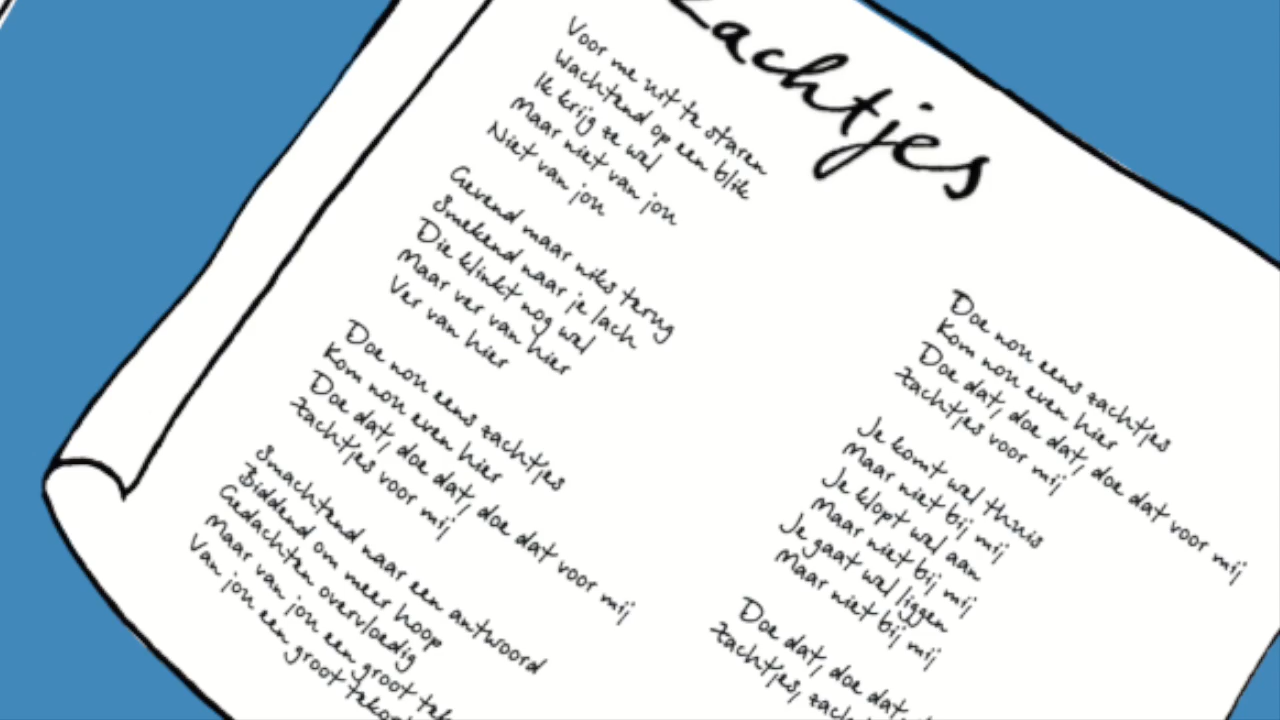 Zachtjes
Voor me uit te staren
Wachtend op een blik
Ik krijg ze wel
Maar niet van jou
Niet van jou
Gevend maar niks terug
Smekend naar je lach
Die klinkt nog wel
Maar ver van hier
Ver van hier
Doe nou eens zachtjes
Kom nou even hier
Doe dat, doe dat, doe dat voor mij
Zachtjes voor mij
Smachtend naar een antwoord
Biddend om meer hoop
Gedachten overvloedig
Maar van jou een groot
Van jou een groot
Doe nou eens zachtjes
Kom nou even hier
Doe dat, doe dat, doe dat voor mij
Zachtjes voor mij
Je komt wel thuis
Maar niet bij mij
Je klopt wel aan
Maar niet bij mij
Je gaat wel liggen
Maar niet bij mij
Doe dat, doe
Zachtjes,